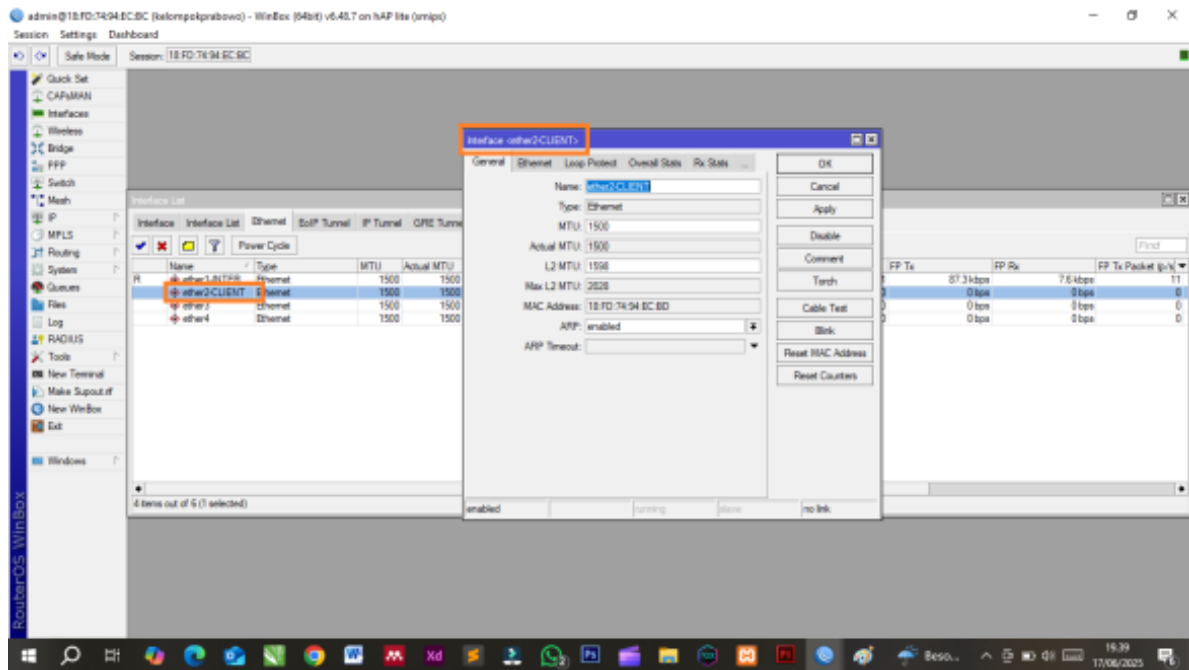 admin@18:FD:74:94:EC:BC (kelompokprabowo) - WinBox (64bit) v6.48.7 on hAP lite (smips)
Session Settings Dashboard
Safe Mode Session: 18:FD:74:94:EC:BC
Quick Set
CAPsMAN
Interfaces
Wireless
Bridge
PPP
Switch
Mesh
IP
MPLS
Routing
System
Queues
Files
Log
RADIUS
Tools
New Terminal
Make Supout.rif
New WinBox
Exit
Windows
RouterOS WinBox
Interface List
Interface Interface List Ethernet EoIP Tunnel IP Tunnel GRE Tunne
Power Cycle Find
Name Type MTU Actual MTU FP Tx FP Rx FP Tx Packet (p/s)
R ether1-INTER Ethernet 1500 1500 87.3 kbps 7.6 kbps 11
ether2-CLIENT Ethernet 1500 1500 0 bps 0 bps 0
ether3 Ethernet 1500 1500 0 bps 0 bps 0
ether4 Ethernet 1500 1500 0 bps 0 bps 0
4 items out of 6 (1 selected)
Interface <ether2-CLIENT>
General Ethernet Loop Protect Overall Stats Rx Stats ...
Name: ether2-CLIENT
Type: Ethernet
MTU: 1500
Actual MTU: 1500
L2 MTU: 1598
Max L2 MTU: 2028
MAC Address: 18:FD:74:94:EC:BD
ARP: enabled
ARP Timeout:
OK
Cancel
Apply
Disable
Comment
Torch
Cable Test
Blink
Reset MAC Address
Reset Counters
enabled running slave no link
Beso...
19:39
17/06/2025